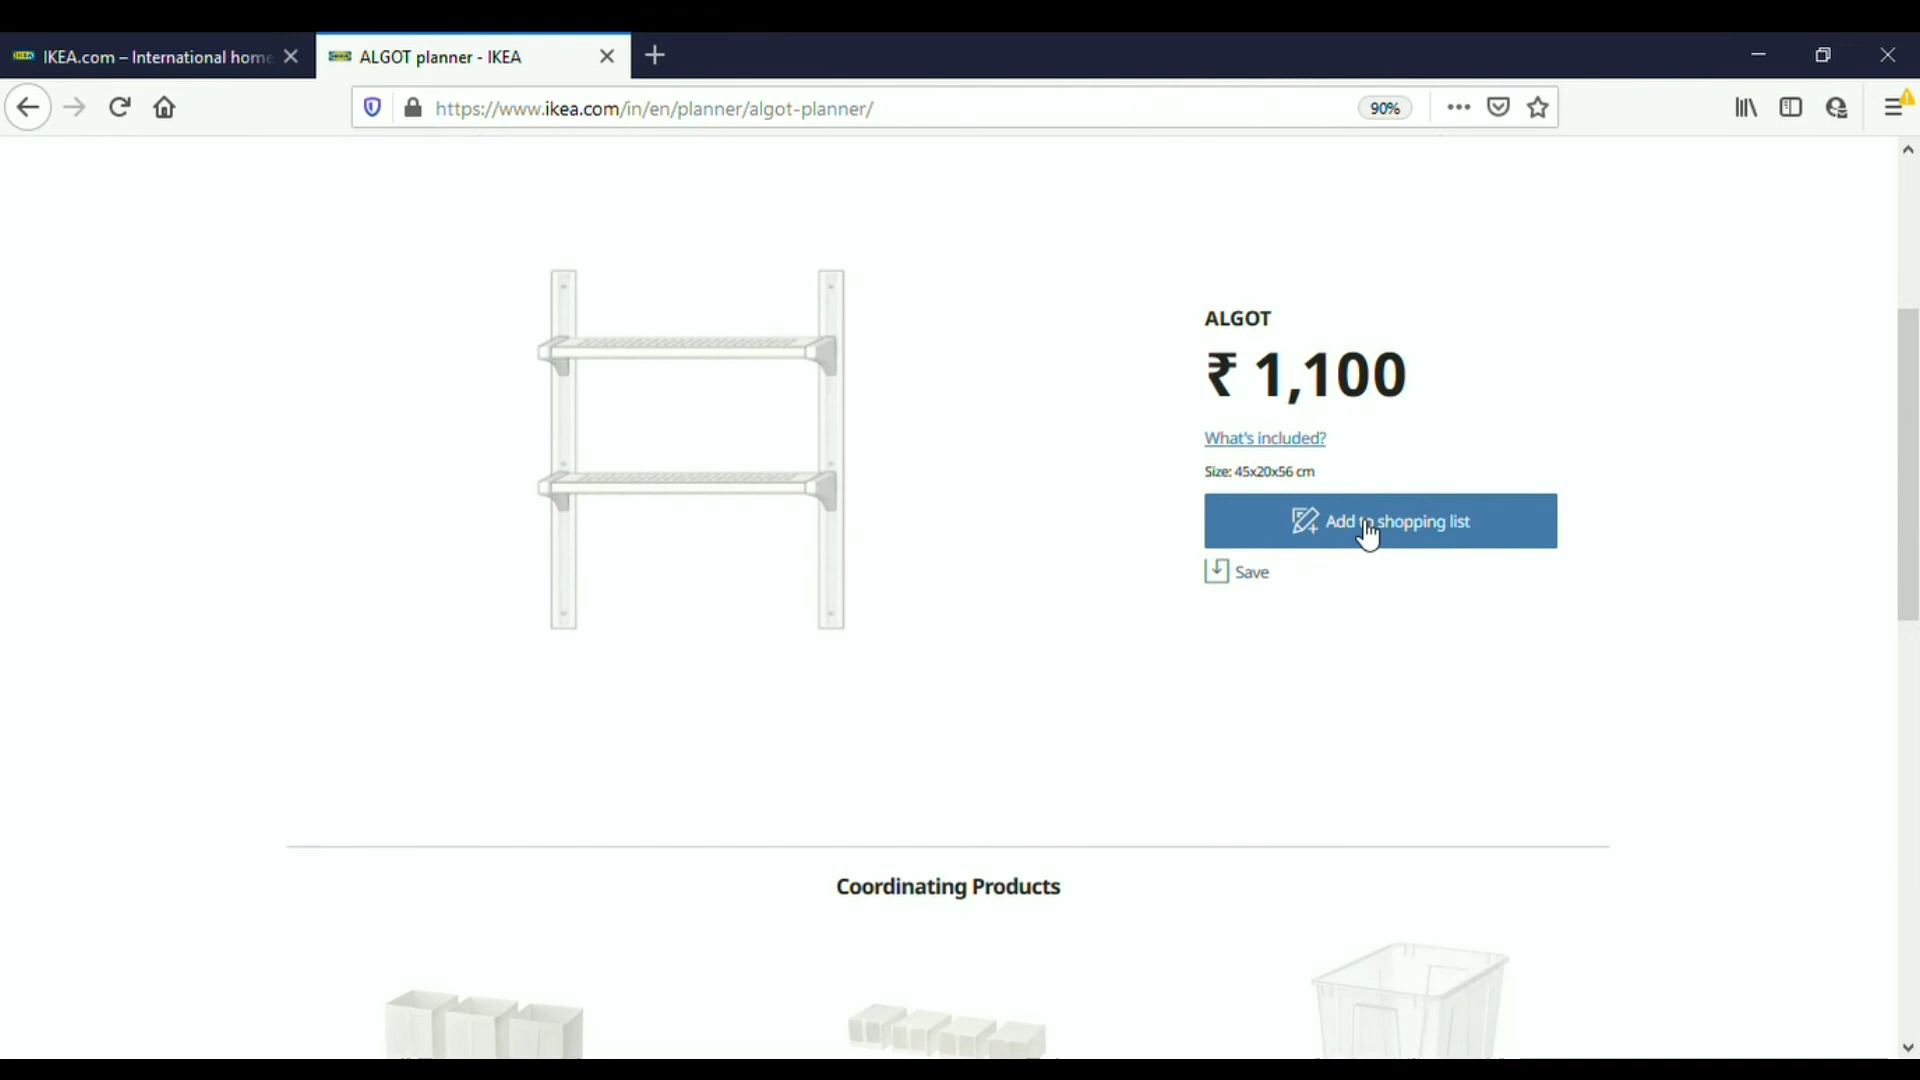 IKEA.com – International home
ALGOT planner - IKEA
https://www.ikea.com/in/en/planner/algot-planner/
90%
ALGOT
₹ 1,100
What's included?
Size: 45x20x56 cm
Add to shopping list
Save
Coordinating Products